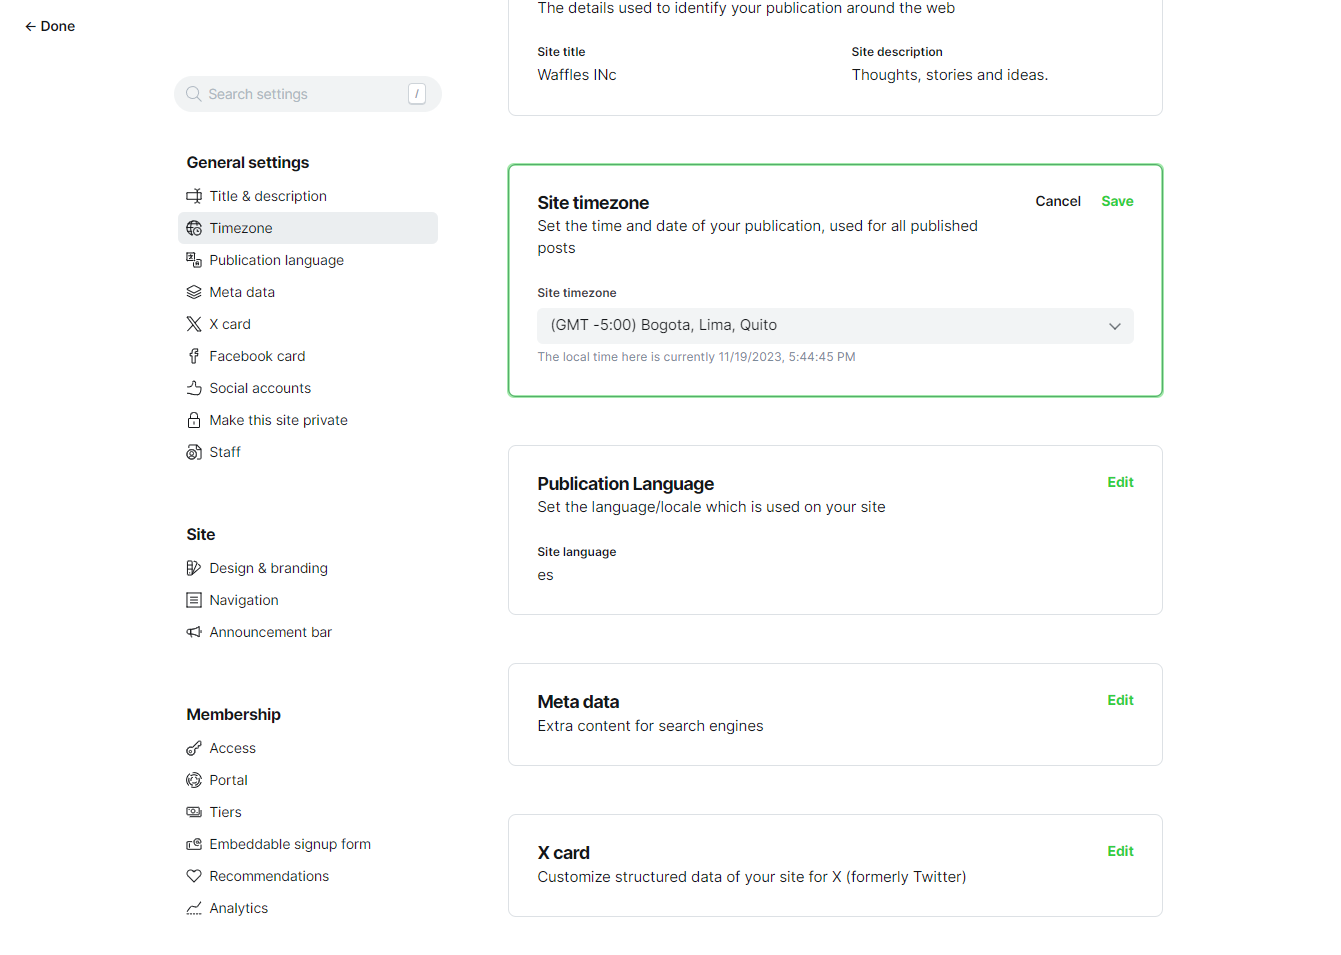 ← Done
Search settings /
General settings
Title & description
Timezone
Publication language
Meta data
X card
Facebook card
Social accounts
Make this site private
Staff
Site
Design & branding
Navigation
Announcement bar
Membership
Access
Portal
Tiers
Embeddable signup form
Recommendations
Analytics
The details used to identify your publication around the web
Site title
Waffles INc
Site description
Thoughts, stories and ideas.
Site timezone
Cancel Save
Set the time and date of your publication, used for all published
posts
Site timezone
(GMT -5:00) Bogota, Lima, Quito
The local time here is currently 11/19/2023, 5:44:45 PM
Publication Language
Edit
Set the language/locale which is used on your site
Site language
es
Meta data
Edit
Extra content for search engines
X card
Edit
Customize structured data of your site for X (formerly Twitter)